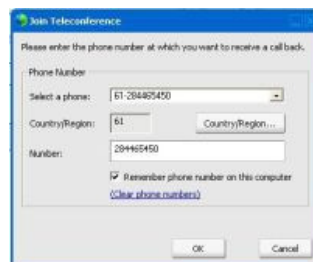 Join Teleconference
Please enter the phone number at which you want to receive a call back.
Phone Number
Select a phone: 61-284465450
Country/Region: 61 Country/Region...
Number: 284465450
Remember phone number on this computer
(Clear phone numbers)
OK Cancel